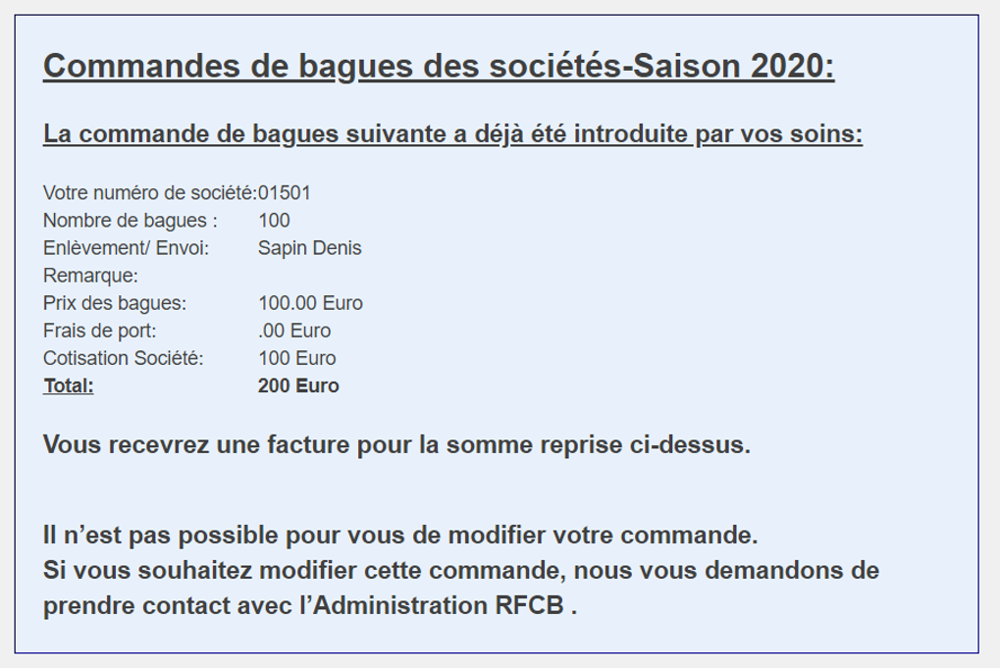 Commandes de bagues des sociétés-Saison 2020:
La commande de bagues suivante a déjà été introduite par vos soins:
Votre numéro de société:01501
Nombre de bagues : 100
Enlèvement/ Envoi: Sapin Denis
Remarque:
Prix des bagues: 100.00 Euro
Frais de port: .00 Euro
Cotisation Société: 100 Euro
Total: 200 Euro
Vous recevrez une facture pour la somme reprise ci-dessus.
Il n’est pas possible pour vous de modifier votre commande.
Si vous souhaitez modifier cette commande, nous vous demandons de
prendre contact avec l’Administration RFCB .